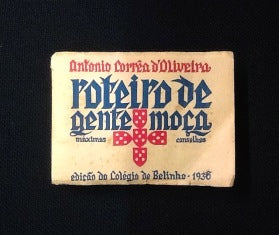 Antonio Corrêa d'Oliveira
roteiro de
gente moça
máximas conselhos
edição do Colégio de Belinho - 1936